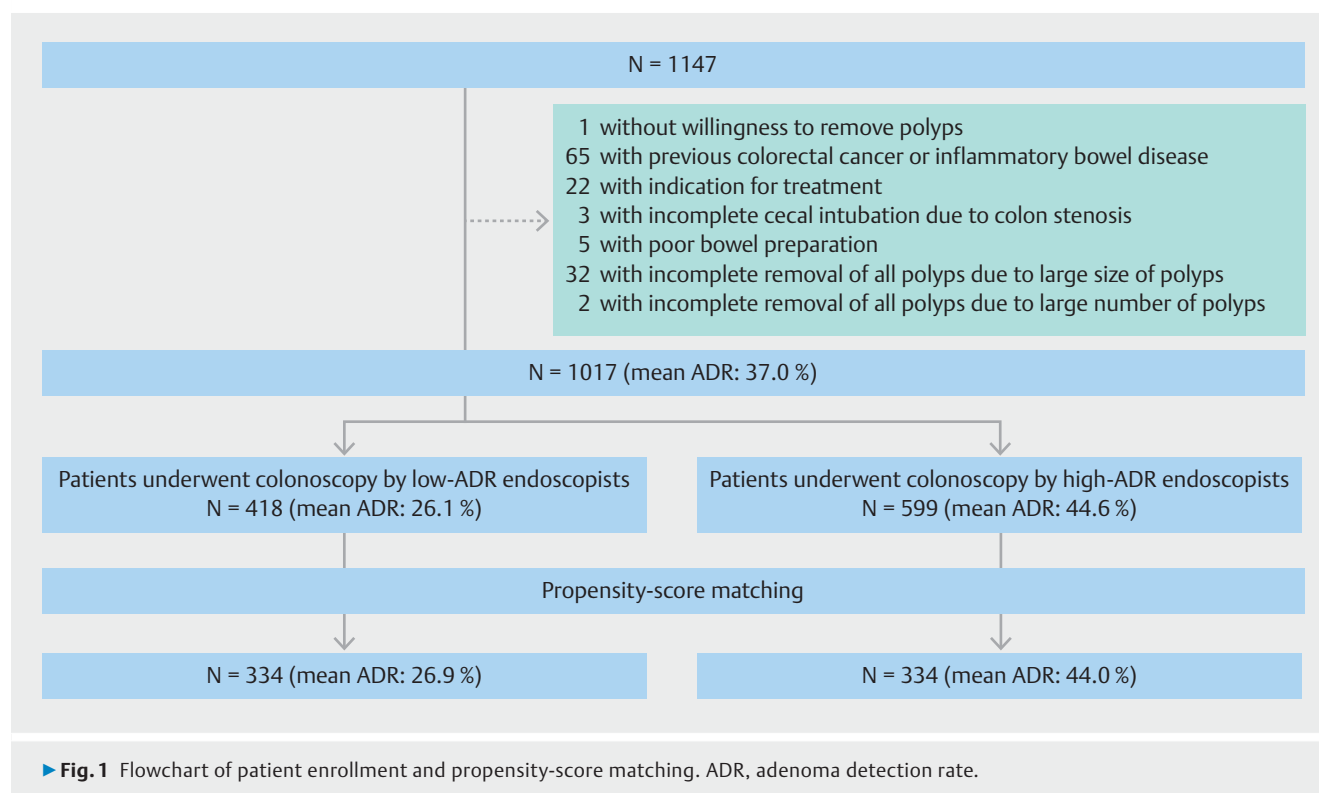 N = 1147
1 without willingness to remove polyps
65 with previous colorectal cancer or inflammatory bowel disease
22 with indication for treatment
3 with incomplete cecal intubation due to colon stenosis
5 with poor bowel preparation
32 with incomplete removal of all polyps due to large size of polyps
2 with incomplete removal of all polyps due to large number of polyps
N = 1017 (mean ADR: 37.0 %)
Patients underwent colonoscopy by low-ADR endoscopists
N = 418 (mean ADR: 26.1 %)
Patients underwent colonoscopy by high-ADR endoscopists
N = 599 (mean ADR: 44.6 %)
Propensity-score matching
N = 334 (mean ADR: 26.9 %)
N = 334 (mean ADR: 44.0 %)
▶ Fig. 1 Flowchart of patient enrollment and propensity-score matching. ADR, adenoma detection rate.